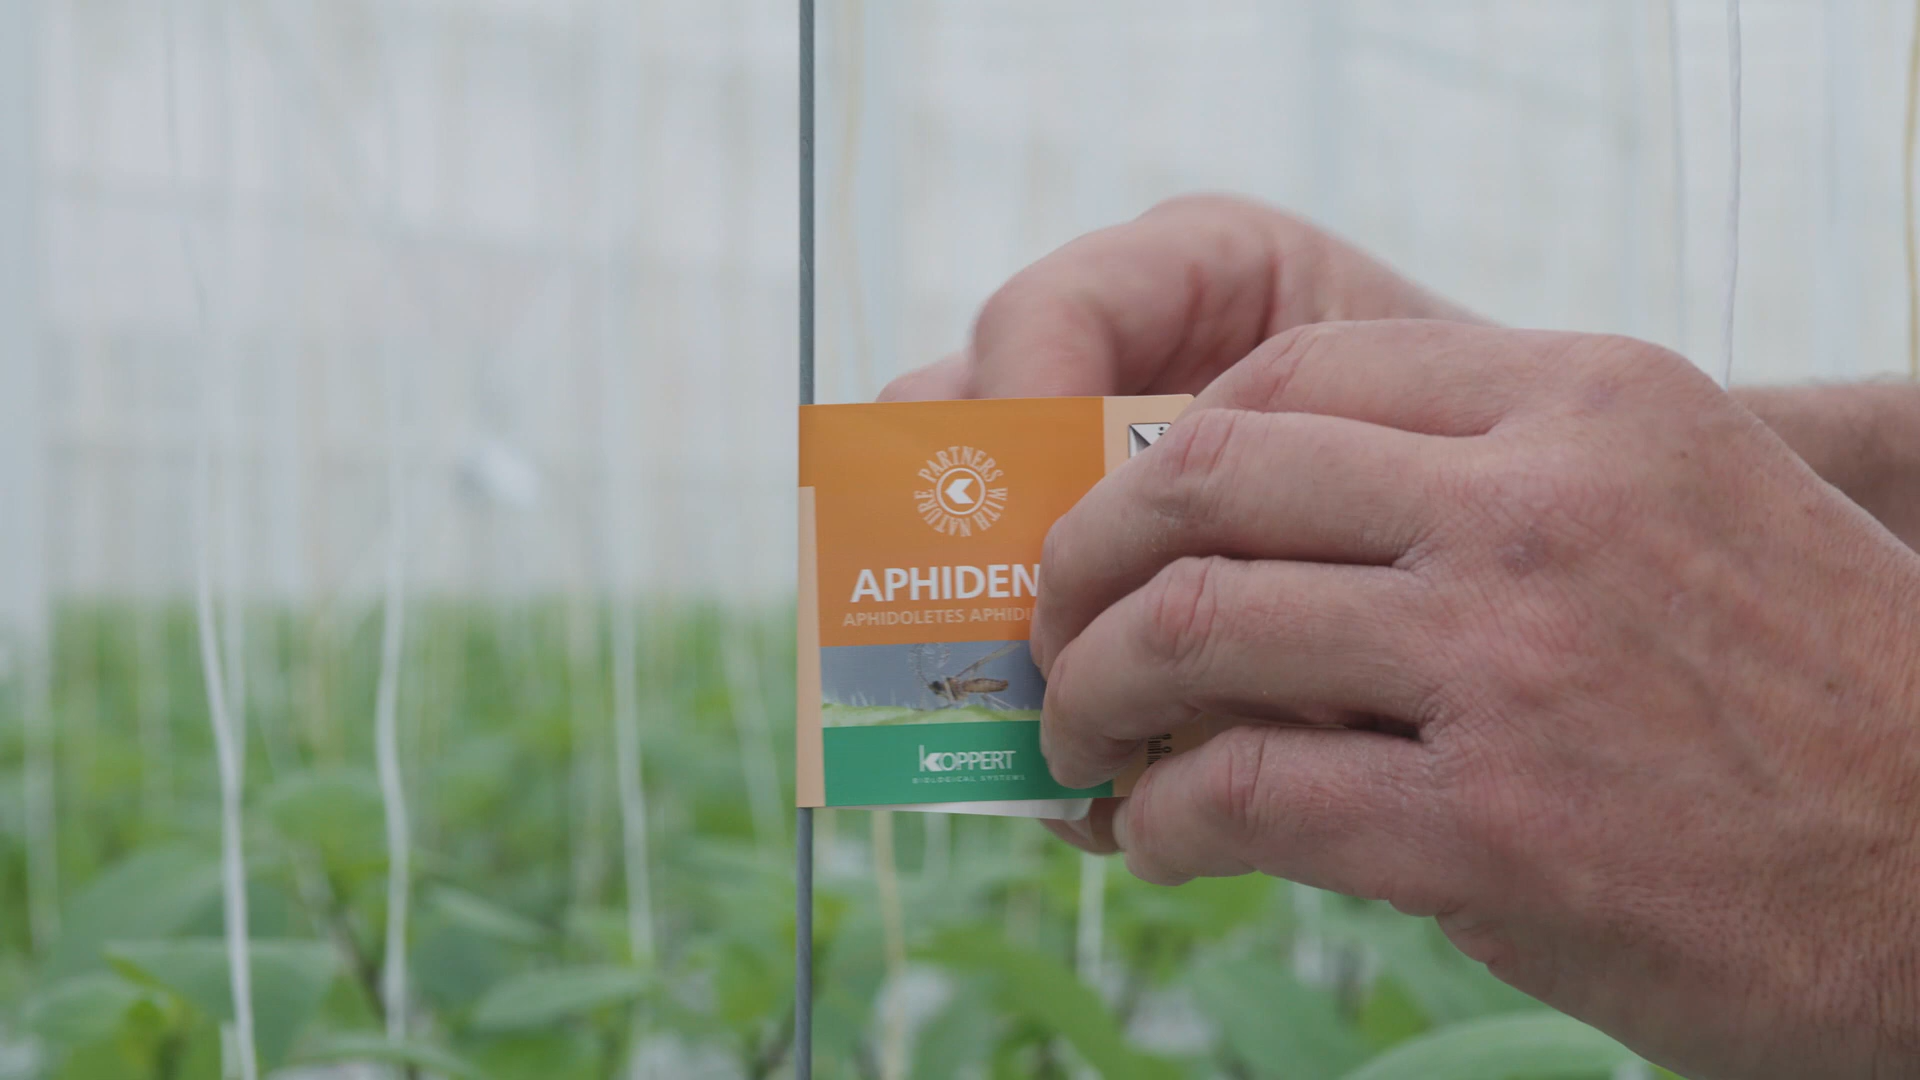 PARTNERS WITH NATURE
APHIDEN
APHIDOLETES APHIDI
KOPPERT
BIOLOGICAL SYSTEMS